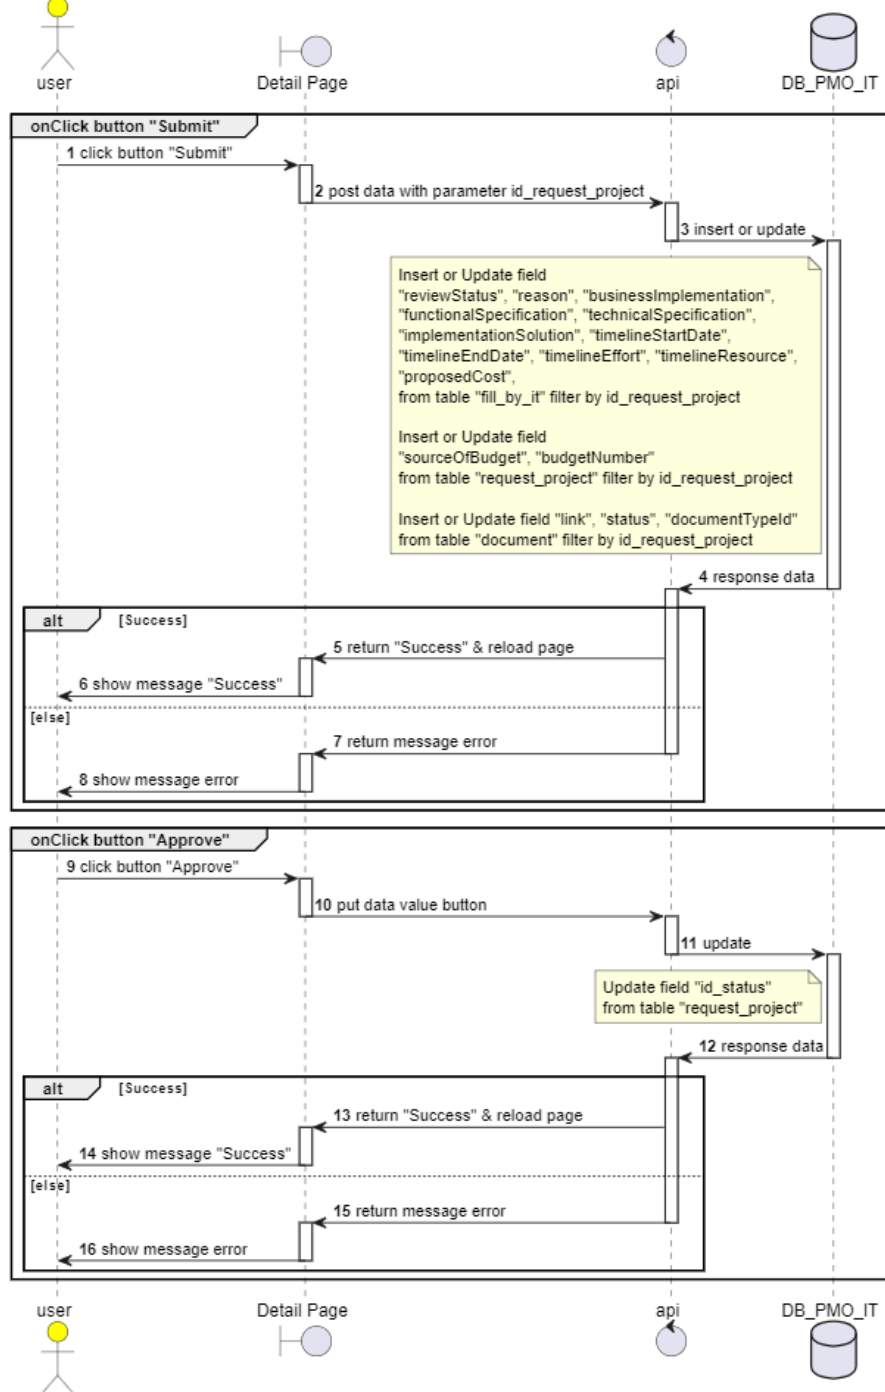 user
Detail Page
api
DB_PMO_IT
onClick button "Submit"
1 click button "Submit"
2 post data with parameter id_request_project
3 insert or update
Insert or Update field
"reviewStatus", "reason", "businessImplementation",
"functionalSpecification", "technicalSpecification",
"implementationSolution", "timelineStartDate",
"timelineEndDate", "timelineEffort", "timelineResource",
"proposedCost",
from table "fill_by_it" filter by id_request_project
Insert or Update field
"sourceOfBudget", "budgetNumber"
from table "request_project" filter by id_request_project
Insert or Update field "link", "status", "documentTypeId"
from table "document" filter by id_request_project
4 response data
alt [Success]
5 return "Success" & reload page
6 show message "Success"
[else]
7 return message error
8 show message error
onClick button "Approve"
9 click button "Approve"
10 put data value button
11 update
Update field "id_status"
from table "request_project"
12 response data
alt [Success]
13 return "Success" & reload page
14 show message "Success"
[else]
15 return message error
16 show message error
user
Detail Page
api
DB_PMO_IT